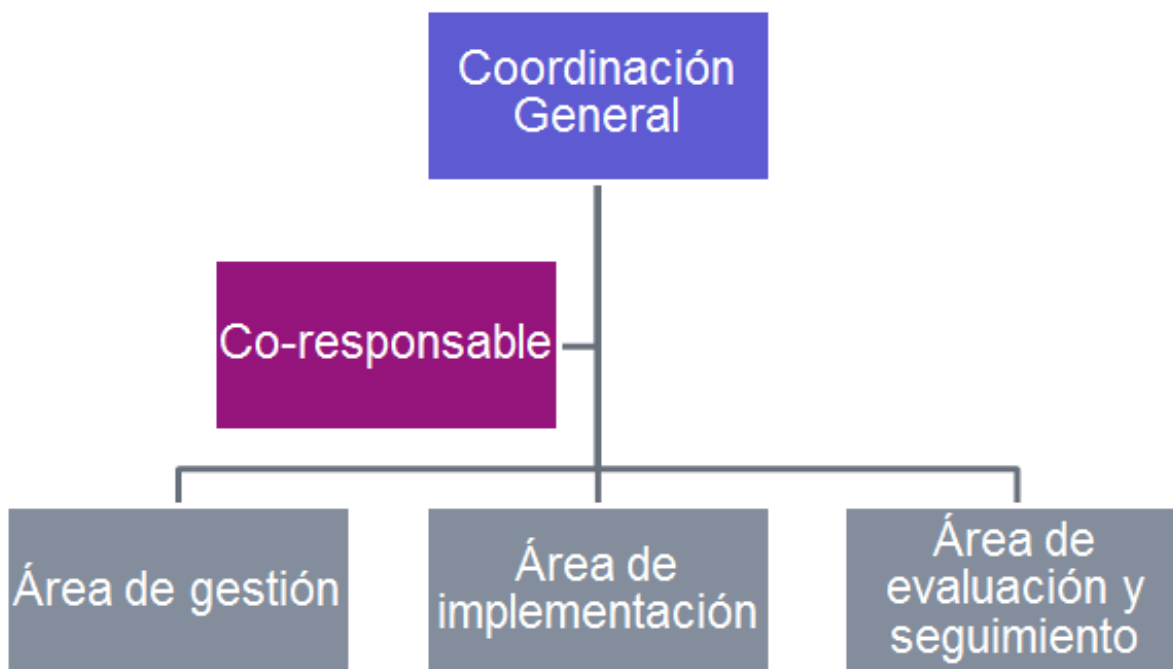 Coordinación
General
Co-responsable
Área de gestión
Área de
implementación
Área de
evaluación y
seguimiento